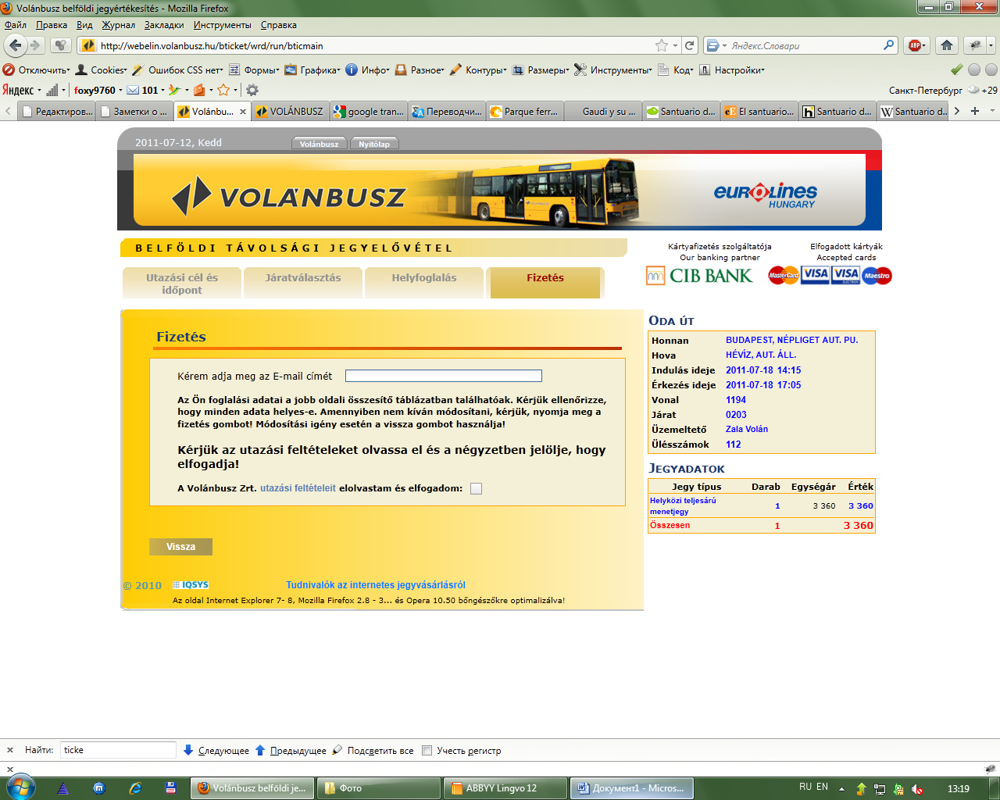 Volánbusz belföldi jegyértékesítés - Mozilla Firefox
Файл Правка Вид Журнал Закладки Инструменты Справка
http://webelin.volanbusz.hu/bticket/wrd/run/bticmain
Яндекс.Словари
ABP
Отключить Cookies Ошибок CSS нет Формы Графика Инфо Разное Контуры Размеры Инструменты Код Настройки
Яндекс foxy9760 101 Санкт-Петербург +29
Редактиров... Заметки о ... Volánbu... VOLÁNBUSZ google tran... Переводчи... Parque ferr... Gaudi y su ... Santuario d... El santuario... Santuario d... Santuario d...
2011-07-12, Kedd
Volánbusz Nyitólap
VOLÁNBUSZ
EUROLINES
HUNGARY
BELFÖLDI TÁVOLSÁGI JEGYELŐVÉTEL
Kártyafizetés szolgáltatója Elfogadott kártyák
Our banking partner Accepted cards
CIB BANK MasterCard VISA VISA Maestro
Utazási cél és
időpont
Járatválasztás
Helyfoglalás
Fizetés
Fizetés
Kérem adja meg az E-mail címét
Az Ön foglalási adatai a jobb oldali összesítő táblázatban találhatóak. Kérjük ellenőrizze,
hogy minden adata helyes-e. Amennyiben nem kíván módosítani, kérjük, nyomja meg a
fizetés gombot! Módosítási igény esetén a vissza gombot használja!
Kérjük az utazási feltételeket olvassa el és a négyzetben jelölje, hogy
elfogadja!
A Volánbusz Zrt. utazási feltételeit elolvastam és elfogadom:
Vissza
© 2010 IQSYS Tudnivalók az internetes jegyvásárlásról
Az oldal Internet Explorer 7- 8, Mozilla Firefox 2.8 - 3... és Opera 10.50 böngészőkre optimalizálva!
Oda út
Honnan BUDAPEST, NÉPLIGET AUT. PU.
Hova HÉVÍZ, AUT. ÁLL.
Indulás ideje 2011-07-18 14:15
Érkezés ideje 2011-07-18 17:05
Vonal 1194
Járat 0203
Üzemeltető Zala Volán
Ülésszámok 112
Jegyadatok
Jegy típus Darab Egységár Érték
Helyközi teljesárú
menetjegy 1 3 360 3 360
Összesen 1 3 360
Найти: ticke Следующее Предыдущее Подсветить все Учесть регистр
Volánbusz belföldi je... Фото ABBYY Lingvo 12 Документ1 - Micros... RU EN 13:19